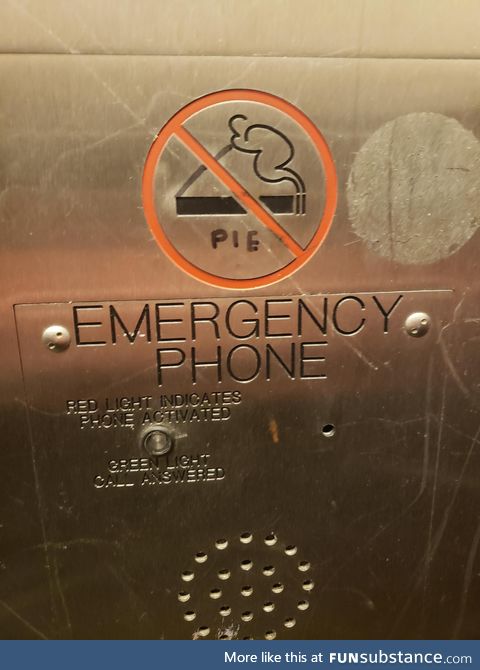 PIE
EMERGENCY
PHONE
RED LIGHT INDICATES
PHONE ACTIVATED
GREEN LIGHT
CALL ANSWERED
More like this at FUNsubstance.com